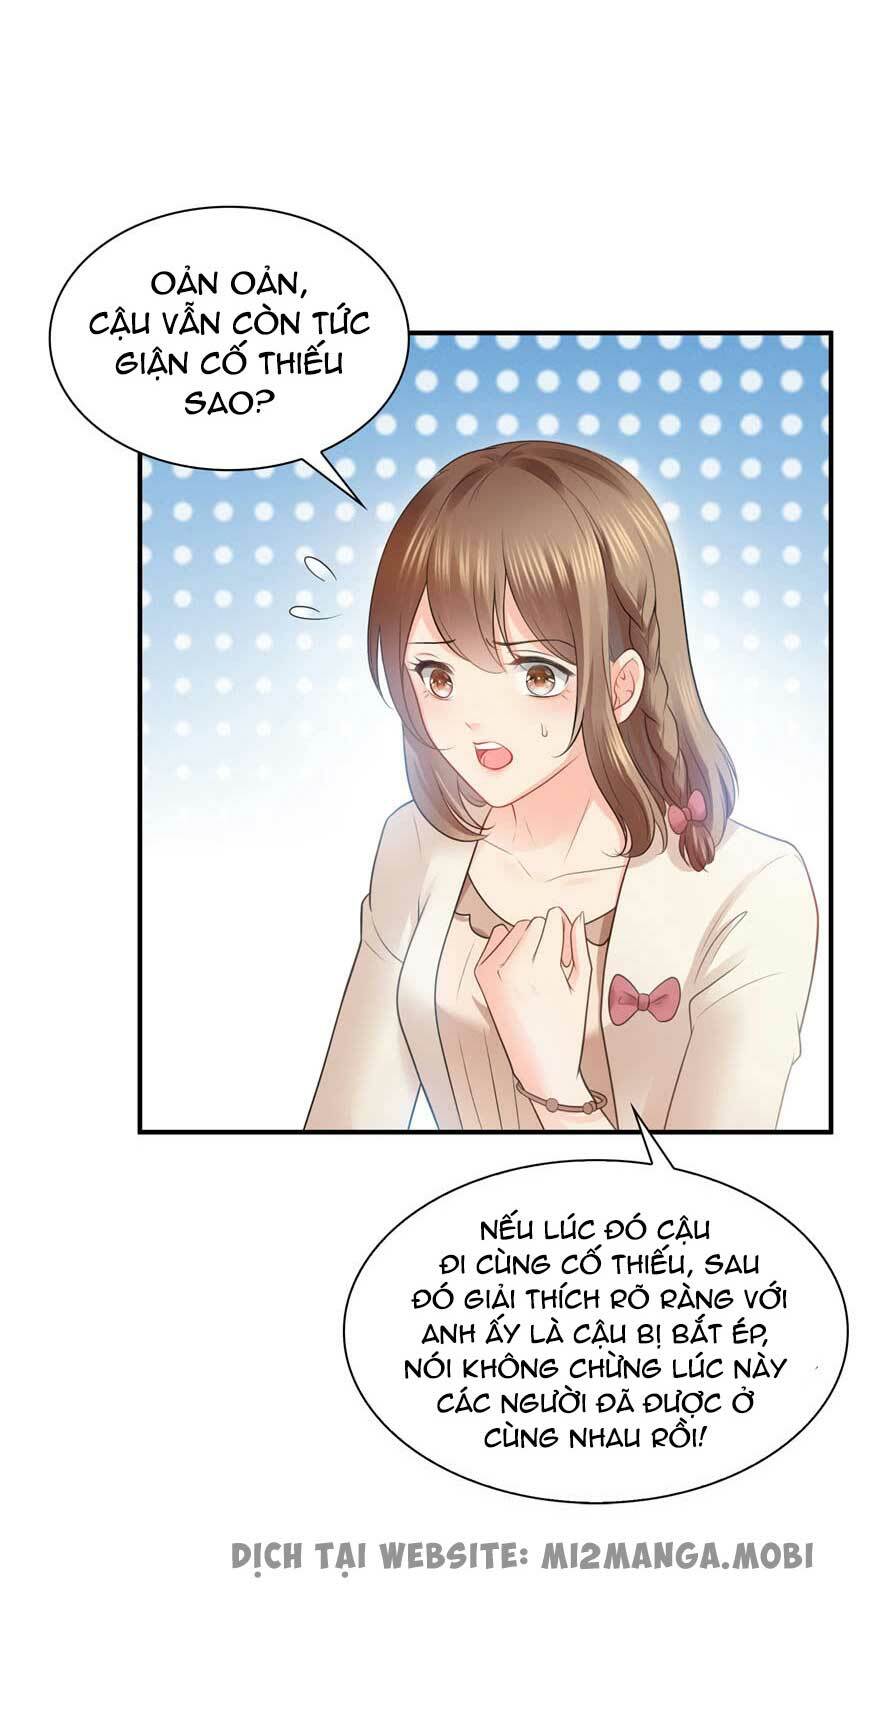 OẢN OẢN,
CẬU VẪN CÒN TỨC
GIẬN CỐ THIẾU
SAO?
NẾU LÚC ĐÓ CẬU
ĐI CÙNG CỐ THIẾU, SAU
ĐÓ GIẢI THÍCH RÕ RÀNG VỚI
ANH ẤY LÀ CẬU BỊ BẮT ÉP,
NÓI KHÔNG CHỪNG LÚC NÀY
CÁC NGƯỜI ĐÃ ĐƯỢC Ở
CÙNG NHAU RỒI!
DỊCH TẠI WEBSITE: MI2MANGA.MOBI